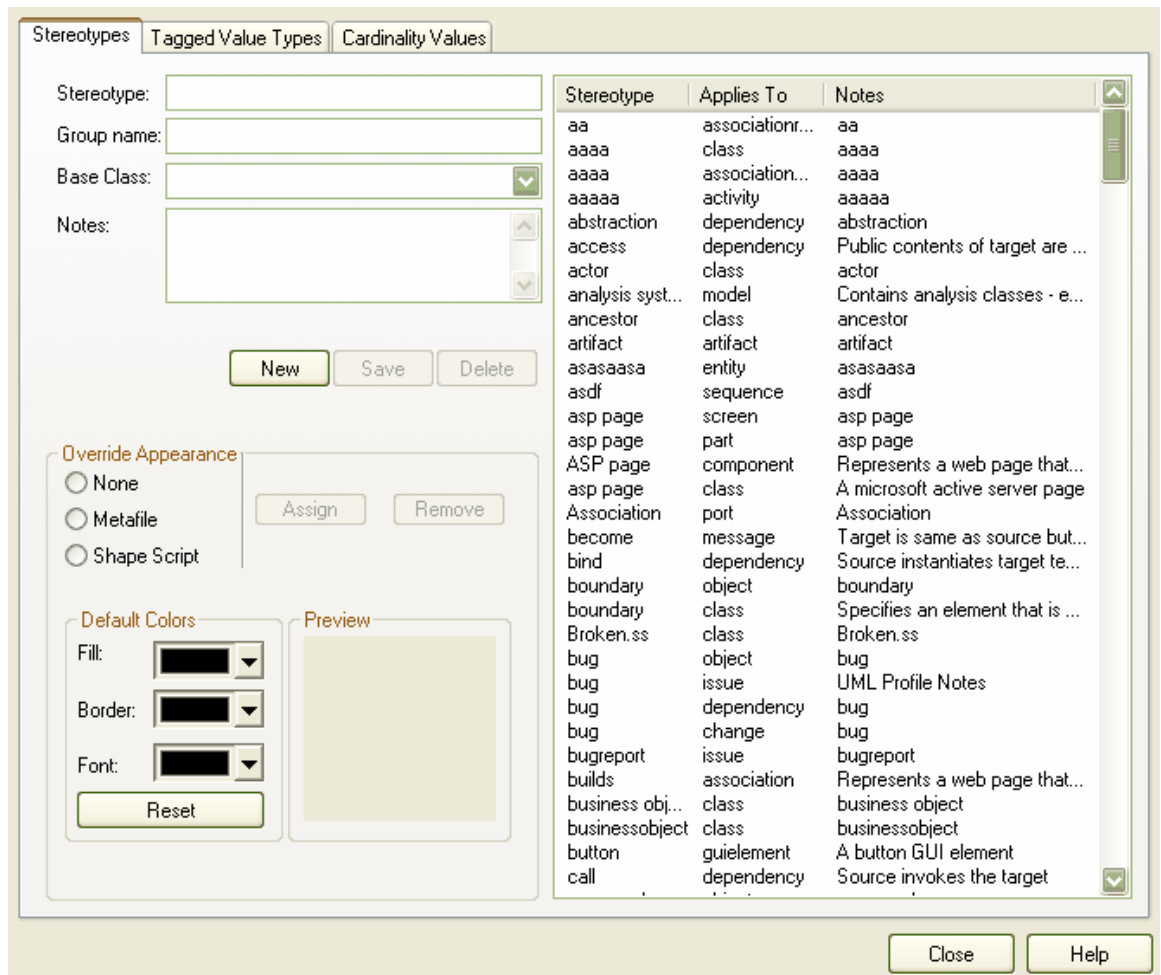 Stereotypes Tagged Value Types Cardinality Values
Stereotype:
Group name:
Base Class:
Notes:
New Save Delete
Override Appearance
None
Metafile
Shape Script
Assign Remove
Default Colors
Fill:
Border:
Font:
Reset
Preview
Stereotype Applies To Notes
aa associationr... aa
aaaa class aaaa
aaaa association... aaaa
aaaaa activity aaaaa
abstraction dependency abstraction
access dependency Public contents of target are ...
actor class actor
analysis syst... model Contains analysis classes - e...
ancestor class ancestor
artifact artifact artifact
asasaasa entity asasaasa
asdf sequence asdf
asp page screen asp page
asp page part asp page
ASP page component Represents a web page that...
asp page class A microsoft active server page
Association port Association
become message Target is same as source but...
bind dependency Source instantiates target te...
boundary object boundary
boundary class Specifies an element that is ...
Broken.ss class Broken.ss
bug object bug
bug issue UML Profile Notes
bug dependency bug
bug change bug
bugreport issue bugreport
builds association Represents a web page that...
business obj... class business object
businessobject class businessobject
button guielement A button GUI element
call dependency Source invokes the target
Close Help